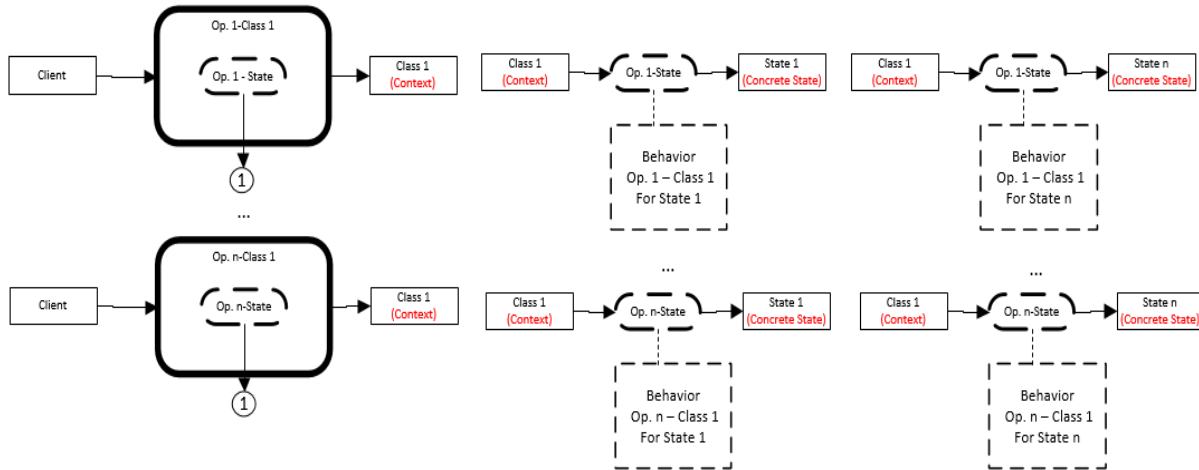 Op. 1-Class 1
Client
Op. 1 - State
Class 1
(Context)
1
...
Class 1
(Context)
Op. 1-State
State 1
(Concrete State)
Behavior
Op. 1 – Class 1
For State 1
Class 1
(Context)
Op. 1-State
State n
(Concrete State)
Behavior
Op. 1 – Class 1
For State n
Op. n-Class 1
Client
Op. n-State
Class 1
(Context)
1
...
Class 1
(Context)
Op. n-State
State 1
(Concrete State)
Behavior
Op. n – Class 1
For State 1
...
Class 1
(Context)
Op. n-State
State n
(Concrete State)
Behavior
Op. n – Class 1
For State n